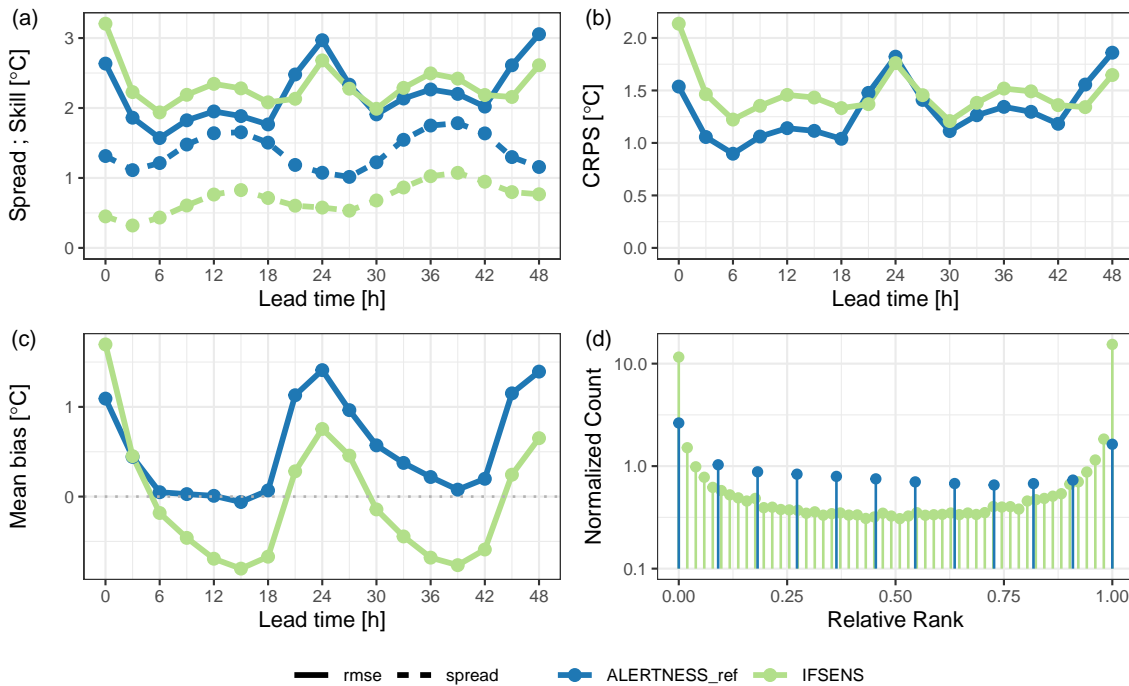 (a)
Spread ; Skill [°C]
3
2
1
0
0 6 12 18 24 30 36 42 48
Lead time [h]
(b)
CRPS [°C]
2.0
1.5
1.0
0.5
0.0
0 6 12 18 24 30 36 42 48
Lead time [h]
(c)
Mean bias [°C]
1
0
0 6 12 18 24 30 36 42 48
Lead time [h]
(d)
Normalized Count
10.0
1.0
0.1
0.00 0.25 0.50 0.75 1.00
Relative Rank
rmse spread ALERTNESS_ref IFSENS